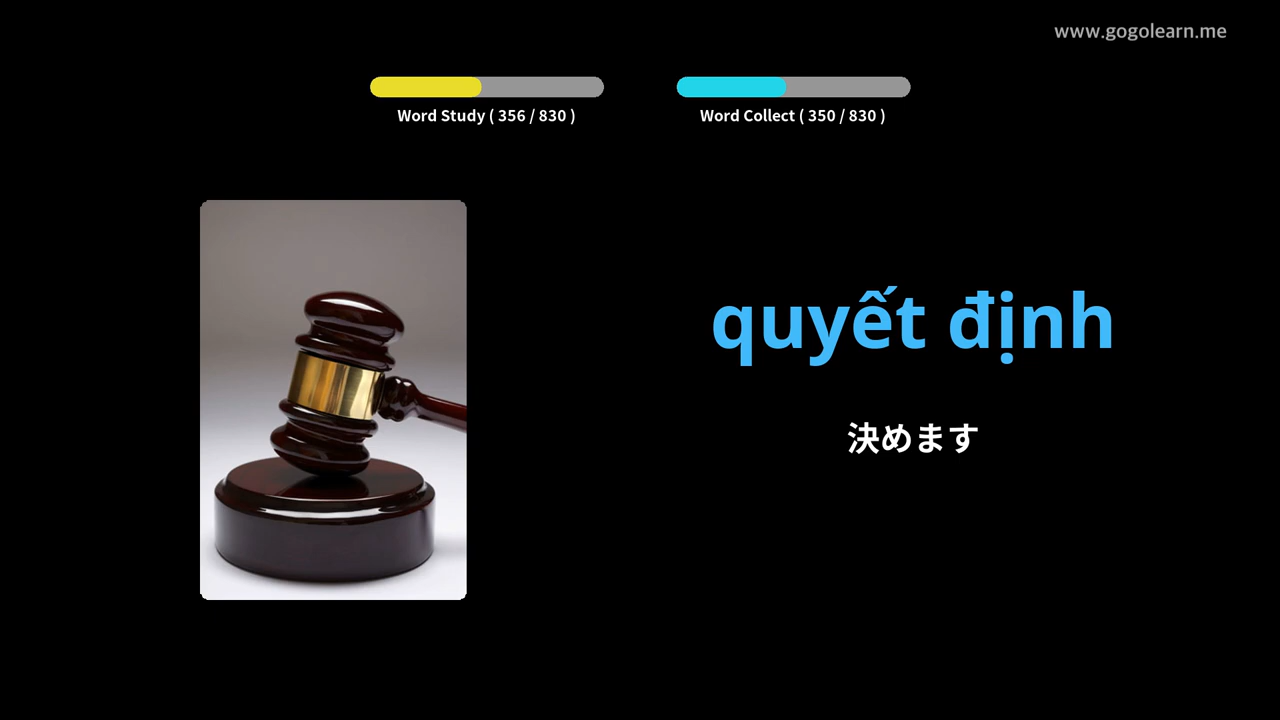 www.gogolearn.me
Word Study ( 356 / 830 )
Word Collect ( 350 / 830 )
quyết định
決めます